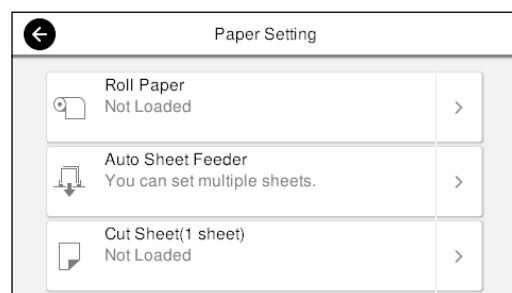 Paper Setting
Roll Paper
Not Loaded
Auto Sheet Feeder
You can set multiple sheets.
Cut Sheet(1 sheet)
Not Loaded